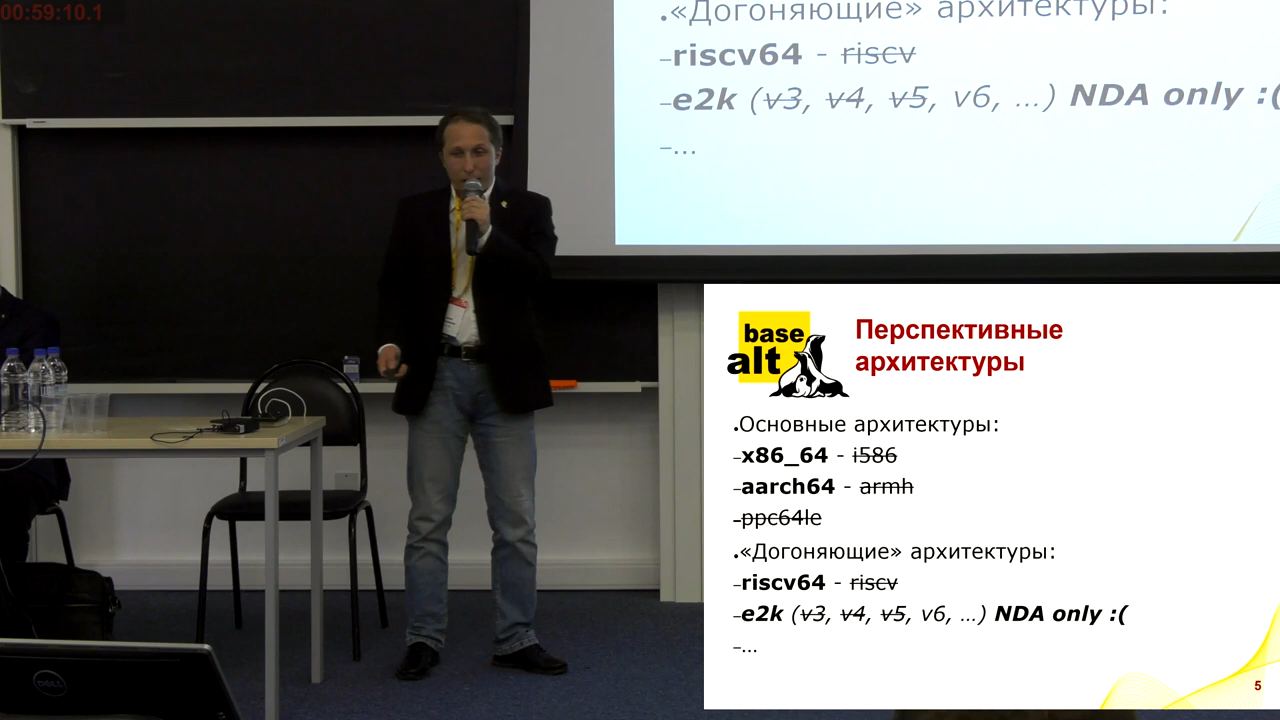 00:59:10.1
.«Догоняющие» архитектуры:
–riscv64 - riscv
–e2k (v3, v4, v5, v6, ...) NDA only :(
–...
base
alt
Перспективные
архитектуры
.Основные архитектуры:
–x86_64 - i586
–aarch64 - armh
–ppc64le
.«Догоняющие» архитектуры:
–riscv64 - riscv
–e2k (v3, v4, v5, v6, ...) NDA only :(
–...
5
DELL